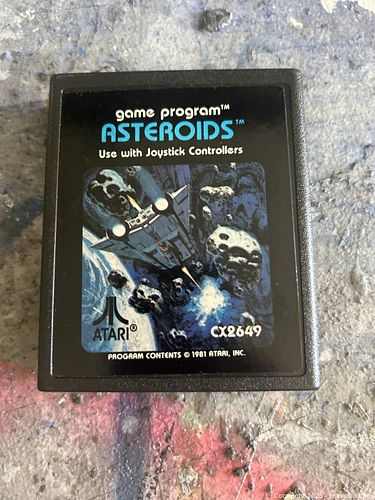 game program™
ASTEROIDS™
Use with Joystick Controllers
ATARI®
CX2649
PROGRAM CONTENTS © 1981 ATARI, INC.